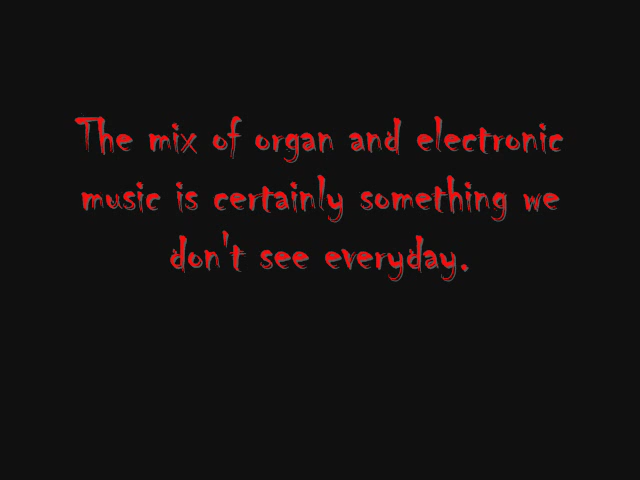 The mix of organ and electronic
music is certainly something we
don't see everyday.